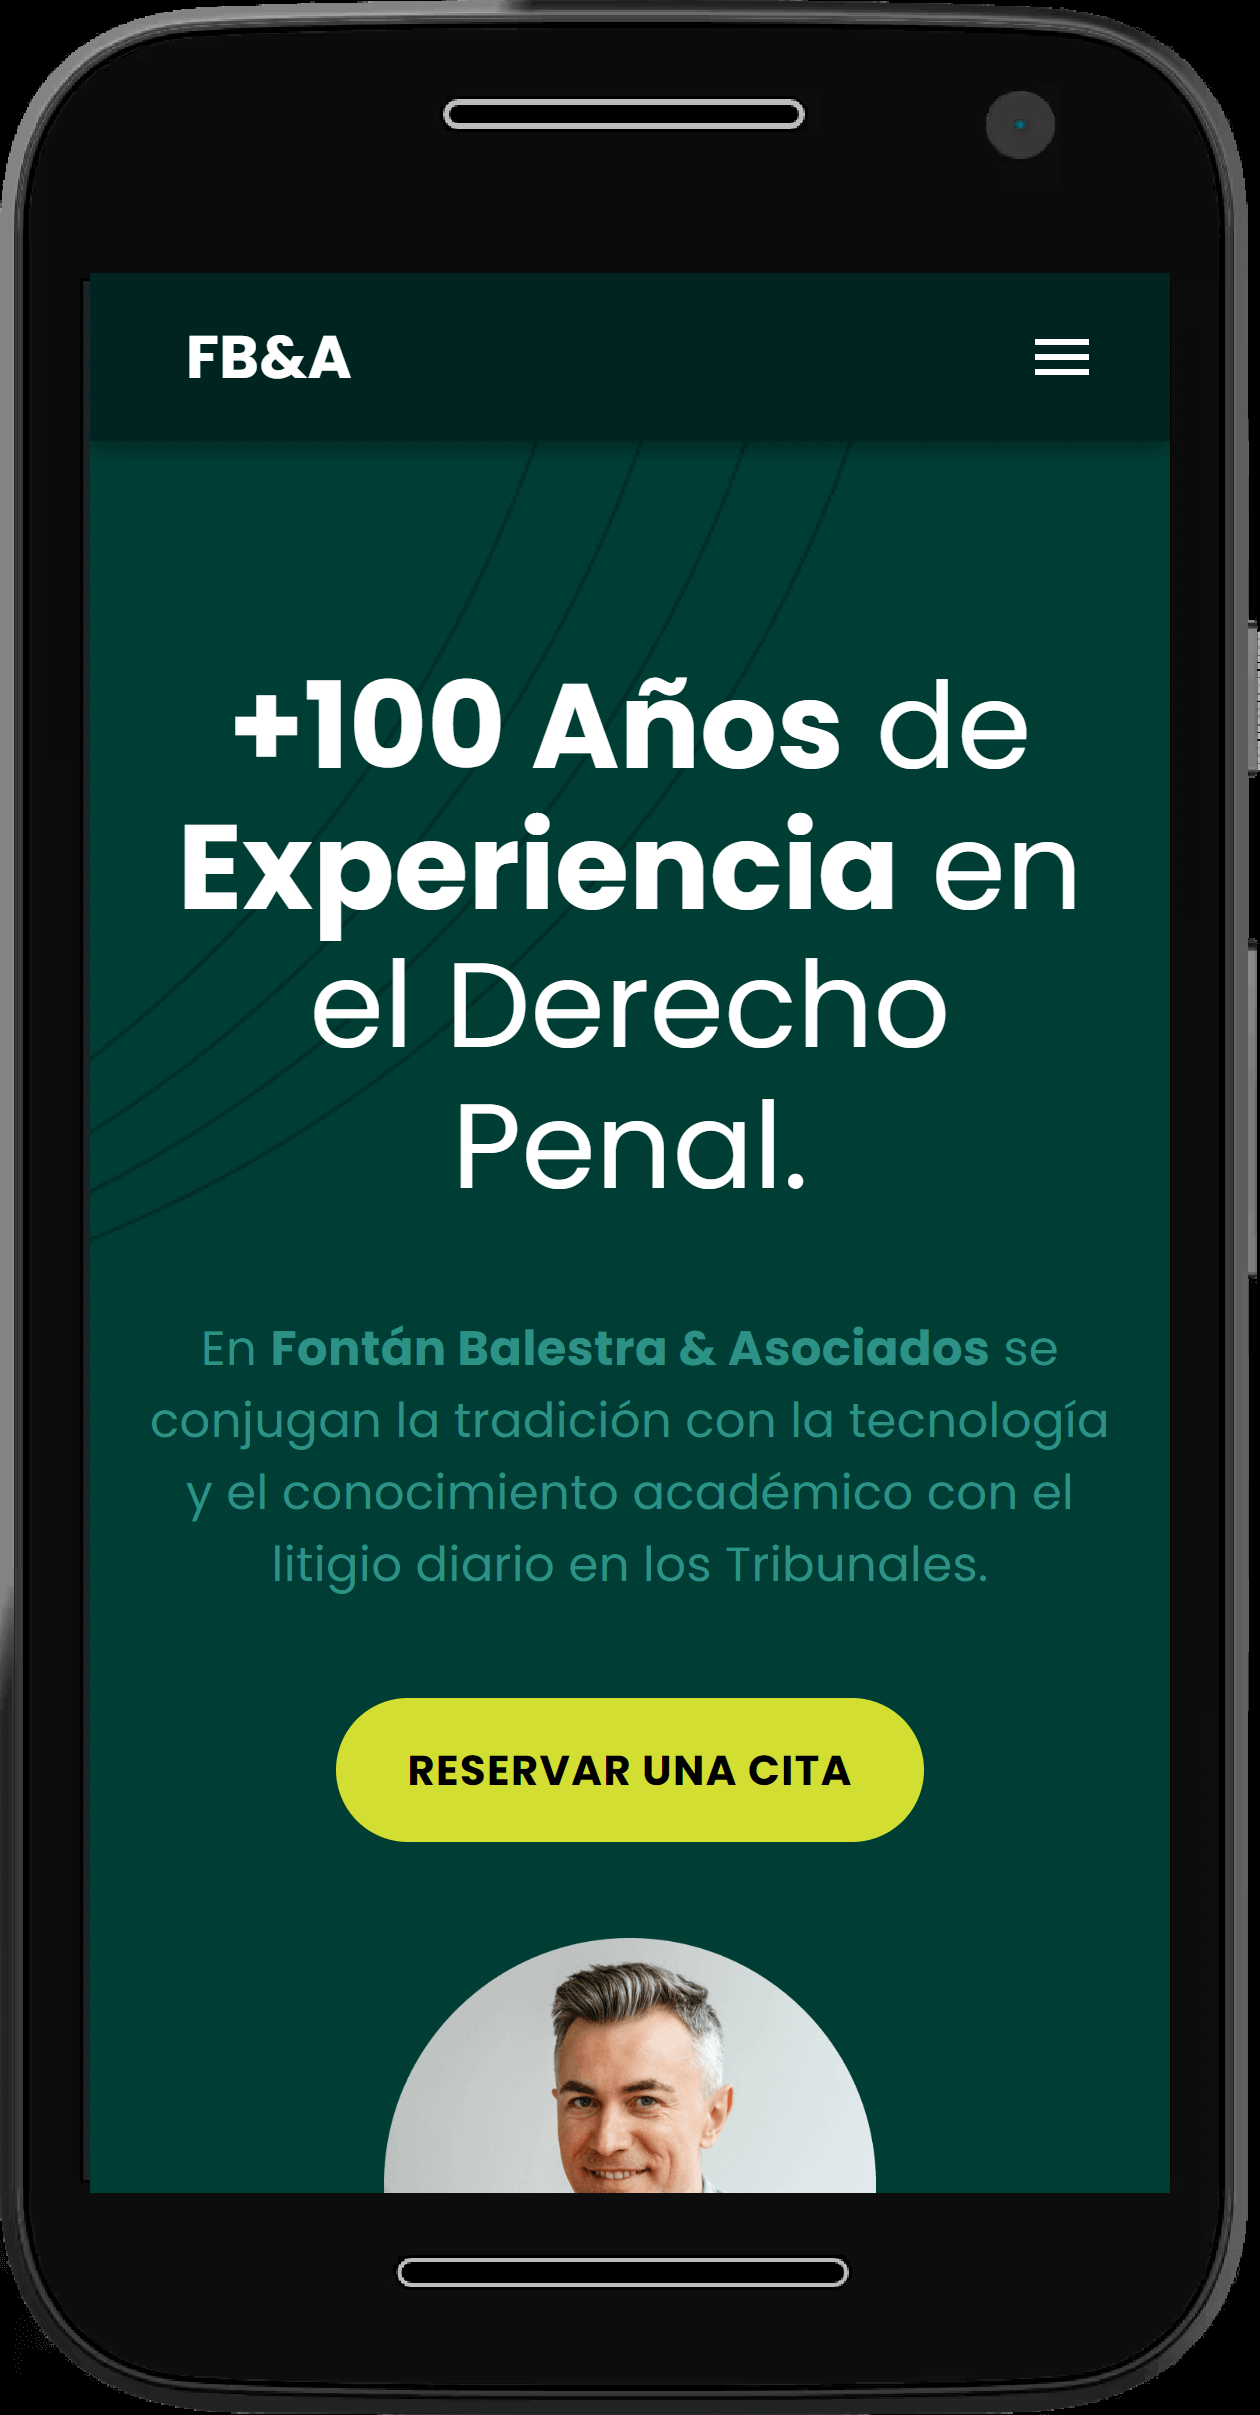 FB&A
+100 Años de
Experiencia en
el Derecho
Penal.
En Fontán Balestra & Asociados se
conjugan la tradición con la tecnología
y el conocimiento académico con el
litigio diario en los Tribunales.
RESERVAR UNA CITA